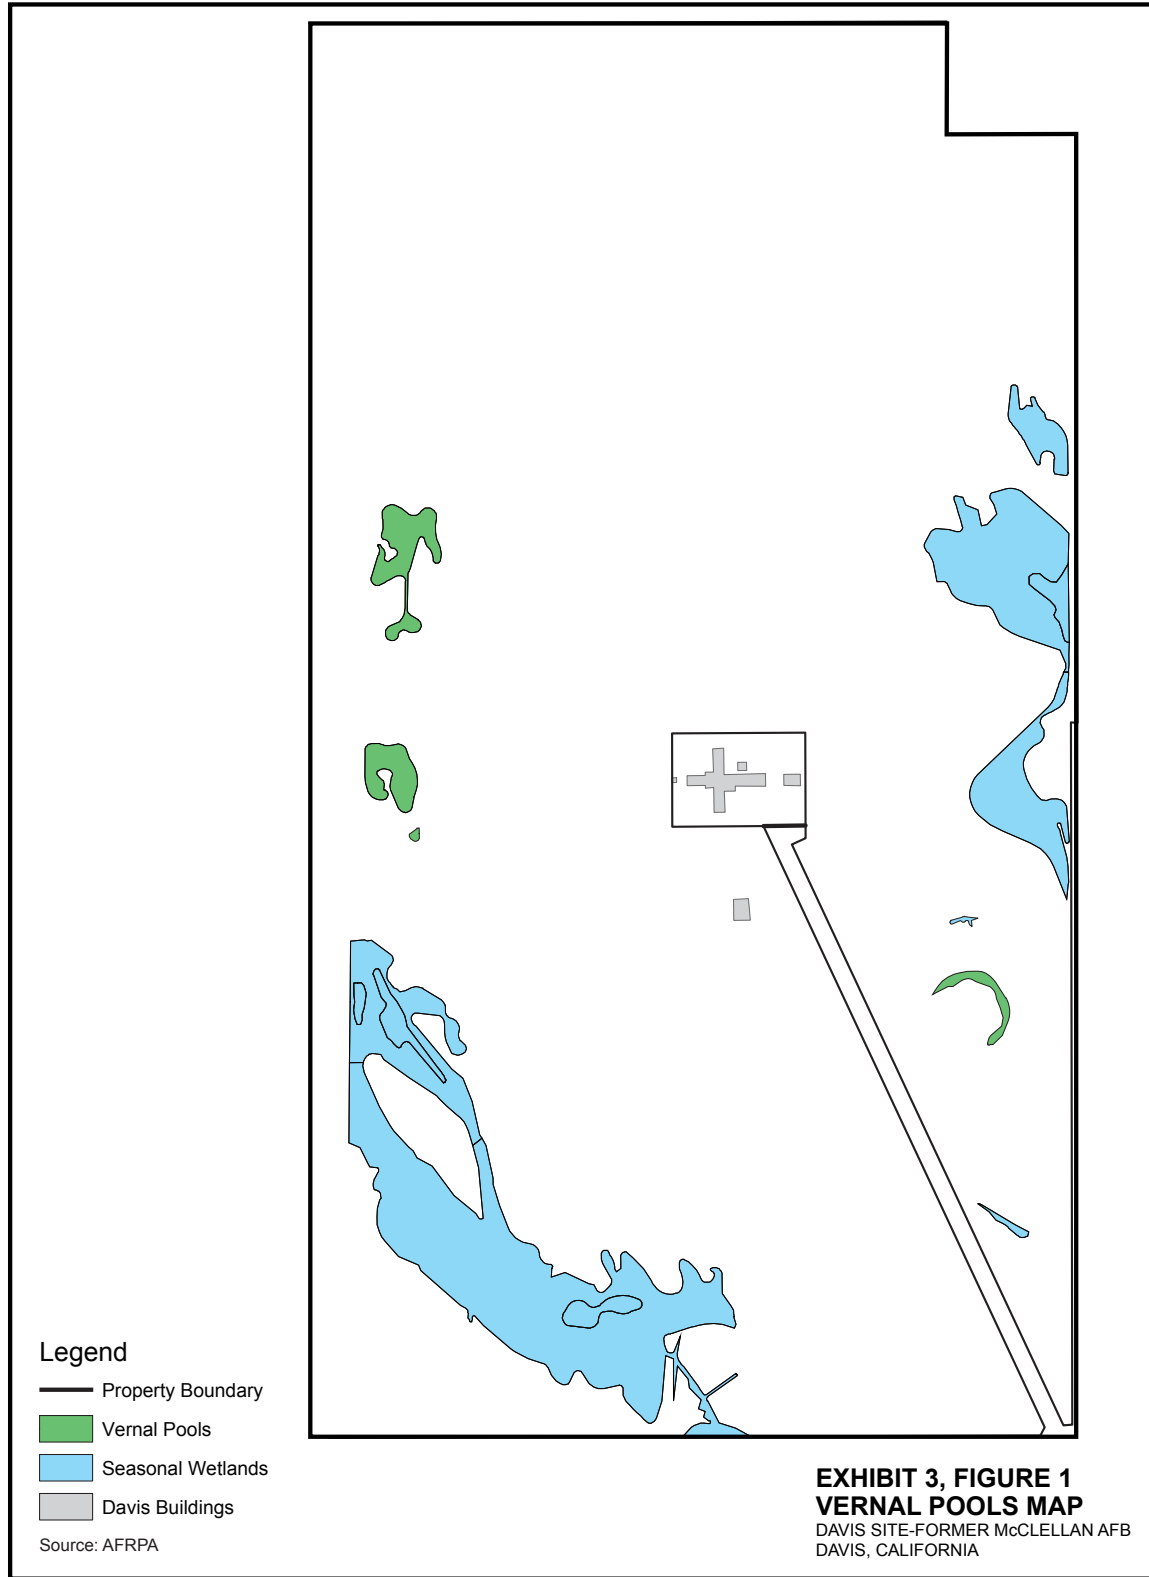 Legend
Property Boundary
Vernal Pools
Seasonal Wetlands
Davis Buildings
Source: AFRPA
EXHIBIT 3, FIGURE 1
VERNAL POOLS MAP
DAVIS SITE-FORMER McCLELLAN AFB
DAVIS, CALIFORNIA